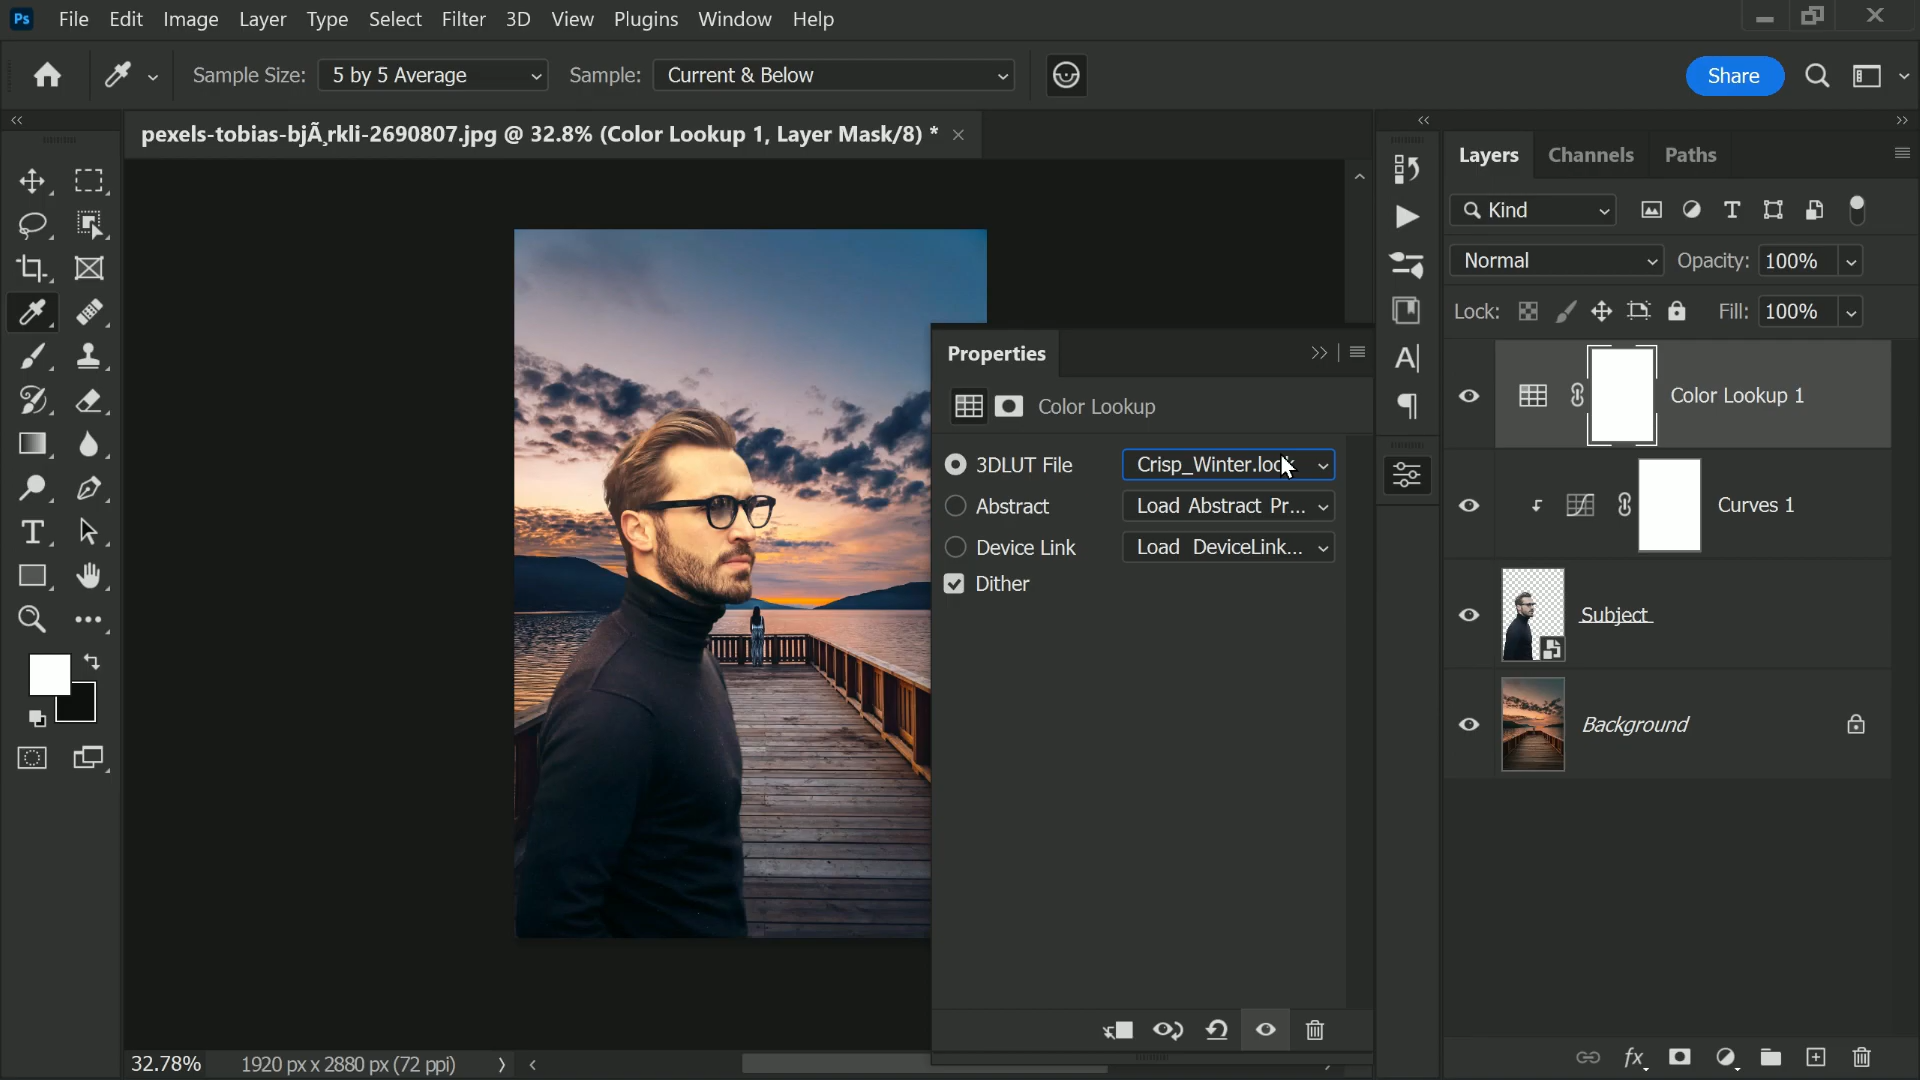 Ps File Edit Image Layer Type Select Filter 3D View Plugins Window Help
Sample Size: 5 by 5 Average Sample: Current & Below Share
pexels-tobias-bjÃ¸rkli-2690807.jpg @ 32.8% (Color Lookup 1, Layer Mask/8) *
Layers Channels Paths
Kind
Normal Opacity: 100%
Lock: Fill: 100%
Properties
Color Lookup
3DLUT File Crisp_Winter.look
Abstract Load Abstract Pr...
Device Link Load DeviceLink...
Dither
Color Lookup 1
Curves 1
Subject
Background
32.78% 1920 px x 2880 px (72 ppi)